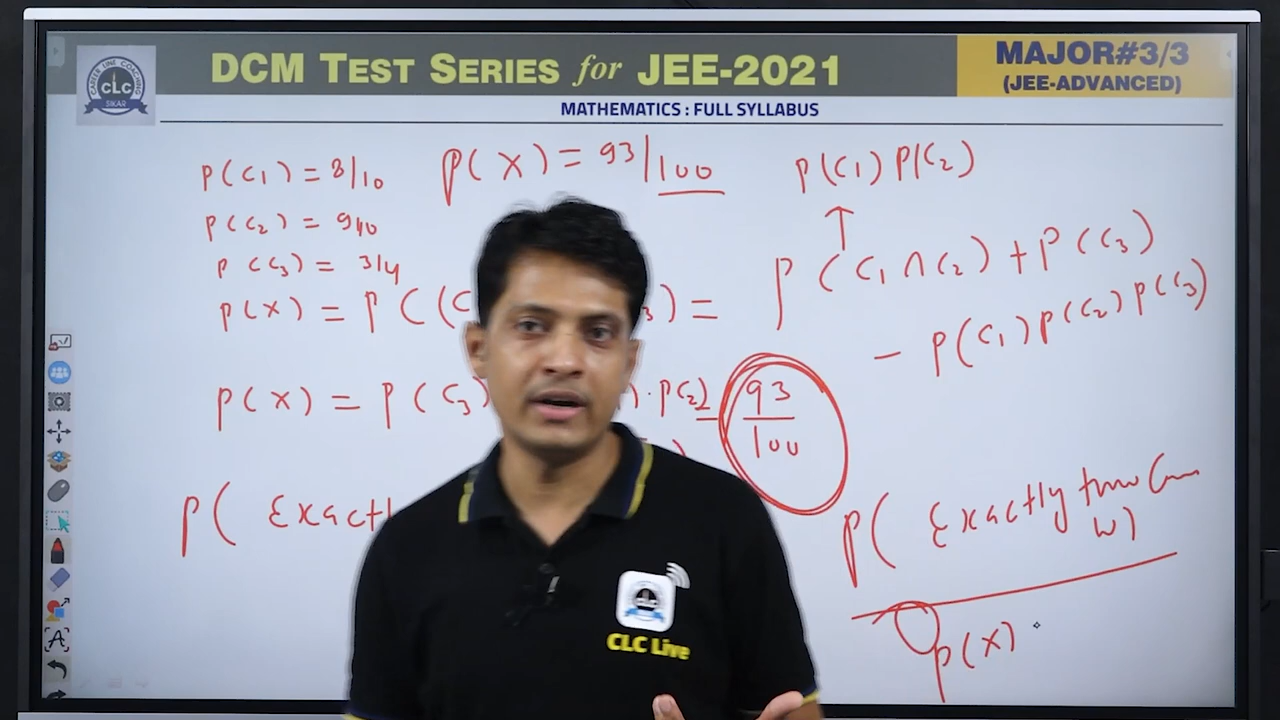 DCM TEST SERIES for JEE-2021
MAJOR#3/3
(JEE-ADVANCED)
CLC
SIKAR
MATHEMATICS : FULL SYLLABUS
P(C1) = 8/10
P(X) = 93/100
P(C1) P(C2)
P(C2) = 9/10
↑
P(C3) = 3/4
P(C1∩C2) + P(C3)
P(X) = P((C 3) =
- P(C1) P(C2) P(C3)
P(X) = P(C3) ) · P(C2)
93
100
P( Exactl
P( Exactly two
W)
P(X)
CLC
CLC Live